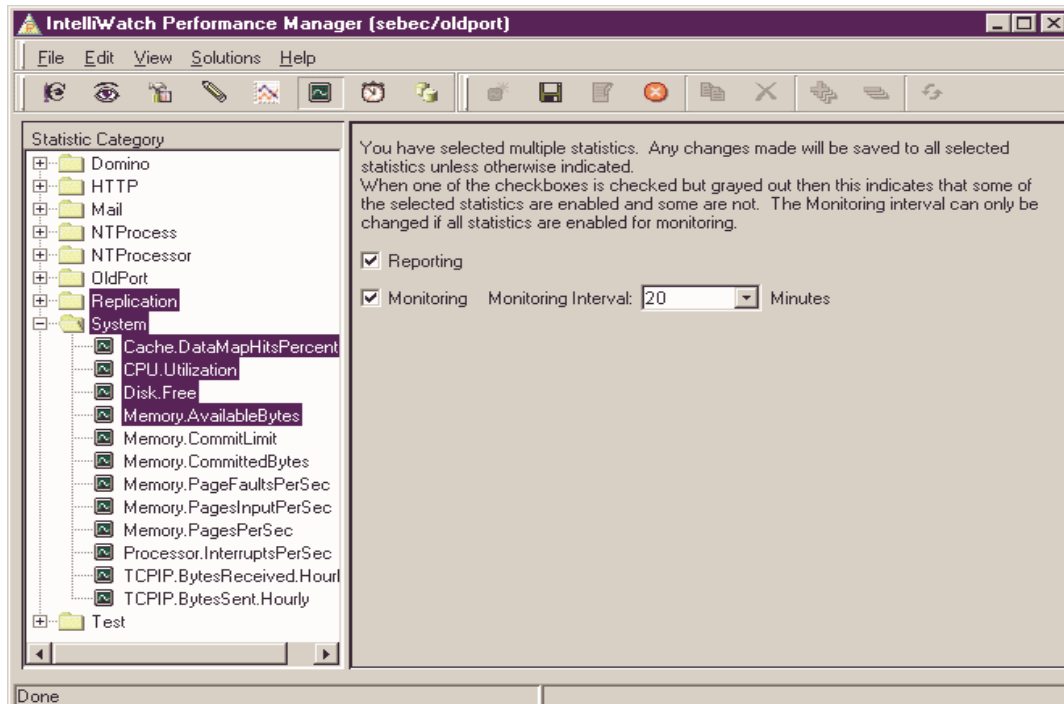 IntelliWatch Performance Manager (sebec/oldport)
File Edit View Solutions Help
Statistic Category
Domino
HTTP
Mail
NTProcess
NTProcessor
OldPort
Replication
System
Cache.DataMapHitsPercent
CPU.Utilization
Disk.Free
Memory.AvailableBytes
Memory.CommitLimit
Memory.CommittedBytes
Memory.PageFaultsPerSec
Memory.PagesInputPerSec
Memory.PagesPerSec
Processor.InterruptsPerSec
TCPIP.BytesReceived.Hourl
TCPIP.BytesSent.Hourly
Test
You have selected multiple statistics. Any changes made will be saved to all selected
statistics unless otherwise indicated.
When one of the checkboxes is checked but grayed out then this indicates that some of
the selected statistics are enabled and some are not. The Monitoring interval can only be
changed if all statistics are enabled for monitoring.
Reporting
Monitoring Monitoring Interval: 20 Minutes
Done